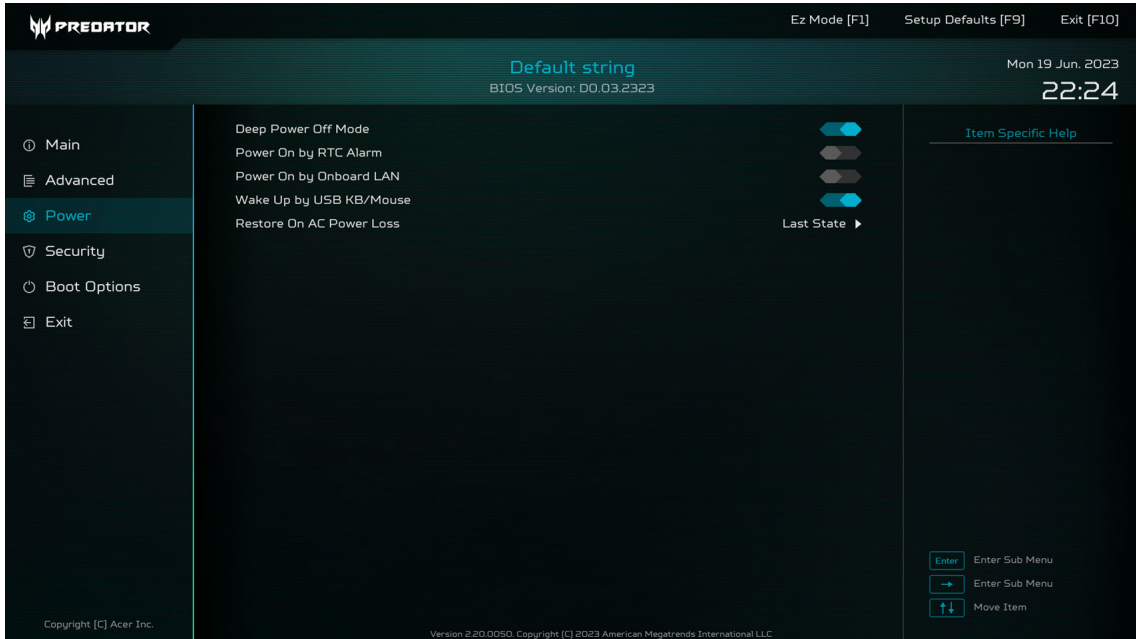 PREDATOR
Ez Mode [F1] Setup Defaults [F9] Exit [F10]
Default string
BIOS Version: D0.03.2323
Mon 19 Jun. 2023
22:24
Main
Advanced
Power
Security
Boot Options
Exit
Deep Power Off Mode
Power On by RTC Alarm
Power On by Onboard LAN
Wake Up by USB KB/Mouse
Restore On AC Power Loss Last State
Item Specific Help
Enter Enter Sub Menu
→ Enter Sub Menu
↑↓ Move Item
Copyright [C] Acer Inc.
Version 2.20.0050. Copyright [C] 2023 American Megatrends International LLC